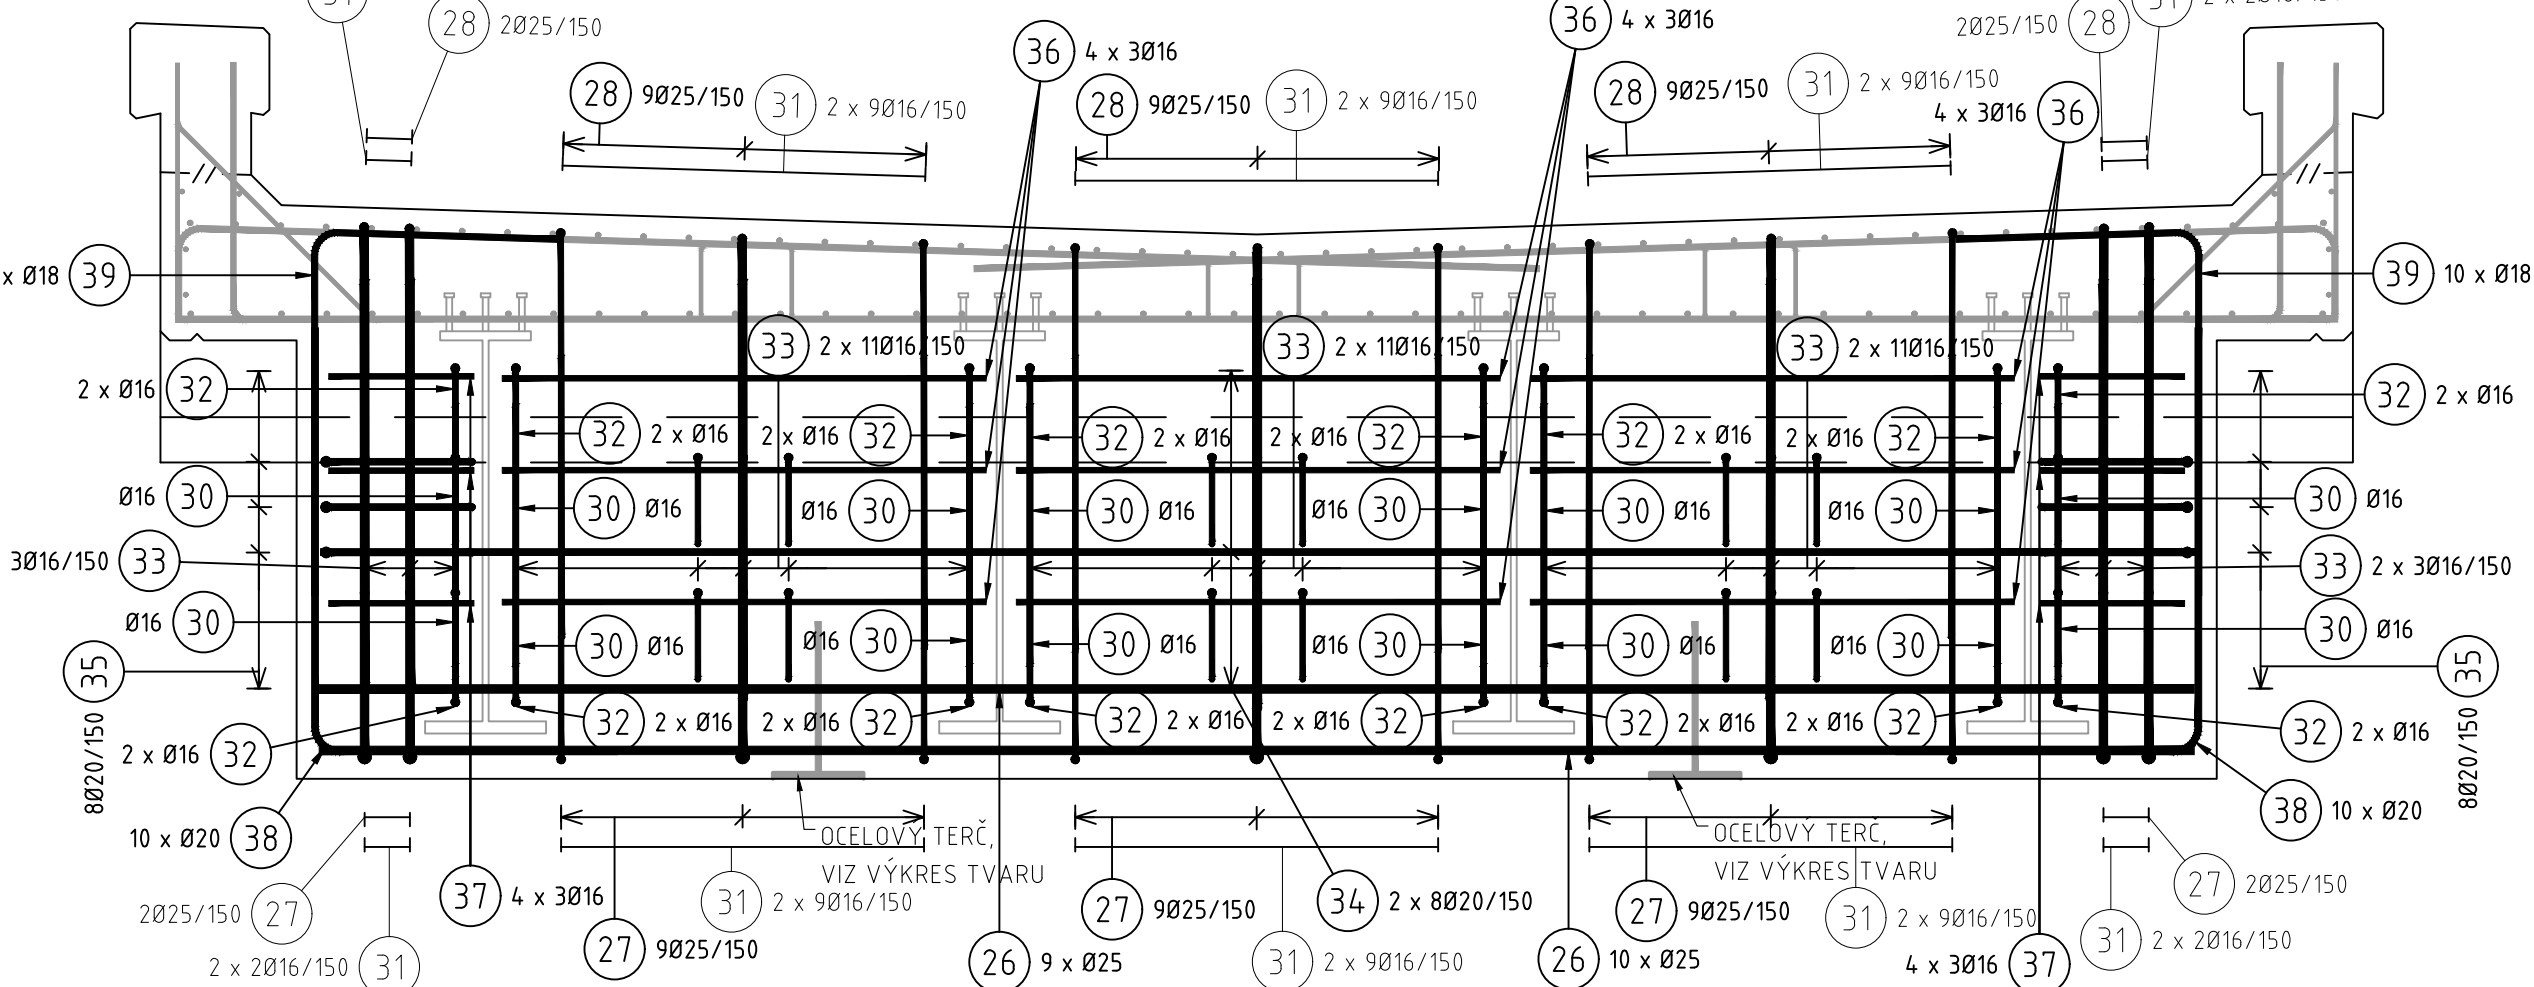 28 2Ø25/150
36 4 x 3Ø16
36 4 x 3Ø16
2Ø25/150 28
28 9Ø25/150
31 2 x 9Ø16/150
28 9Ø25/150
31 2 x 9Ø16/150
28 9Ø25/150
31 2 x 9Ø16/150
4 x 3Ø16 36
x Ø18 39
39 10 x Ø18
33 2 x 11Ø16/150
33 2 x 11Ø16/150
33 2 x 11Ø16/150
2 x Ø16 32
32 2 x Ø16
32 2 x Ø16
2 x Ø16 32
32 2 x Ø16
2 x Ø16 32
32 2 x Ø16
2 x Ø16 32
Ø16 30
30 Ø16
Ø16 30
30 Ø16
Ø16 30
30 Ø16
Ø16 30
30 Ø16
3Ø16/150 33
33 2 x 3Ø16/150
Ø16 30
30 Ø16
Ø16 30
30 Ø16
Ø16 30
30 Ø16
Ø16 30
30 Ø16
8Ø20/150 35
8Ø20/150 35
2 x Ø16 32
32 2 x Ø16
2 x Ø16 32
32 2 x Ø16
2 x Ø16 32
32 2 x Ø16
2 x Ø16 32
32 2 x Ø16
10 x Ø20 38
38 10 x Ø20
OCELOVÝ TERČ,
VIZ VÝKRES TVARU
OCELOVÝ TERČ,
VIZ VÝKRES TVARU
2Ø25/150 27
37 4 x 3Ø16
31 2 x 9Ø16/150
27 9Ø25/150
34 2 x 8Ø20/150
27 9Ø25/150
31 2 x 9Ø16/150
27 2Ø25/150
2 x 2Ø16/150 31
27 9Ø25/150
26 9 x Ø25
31 2 x 9Ø16/150
26 10 x Ø25
4 x 3Ø16 37
31 2 x 2Ø16/150